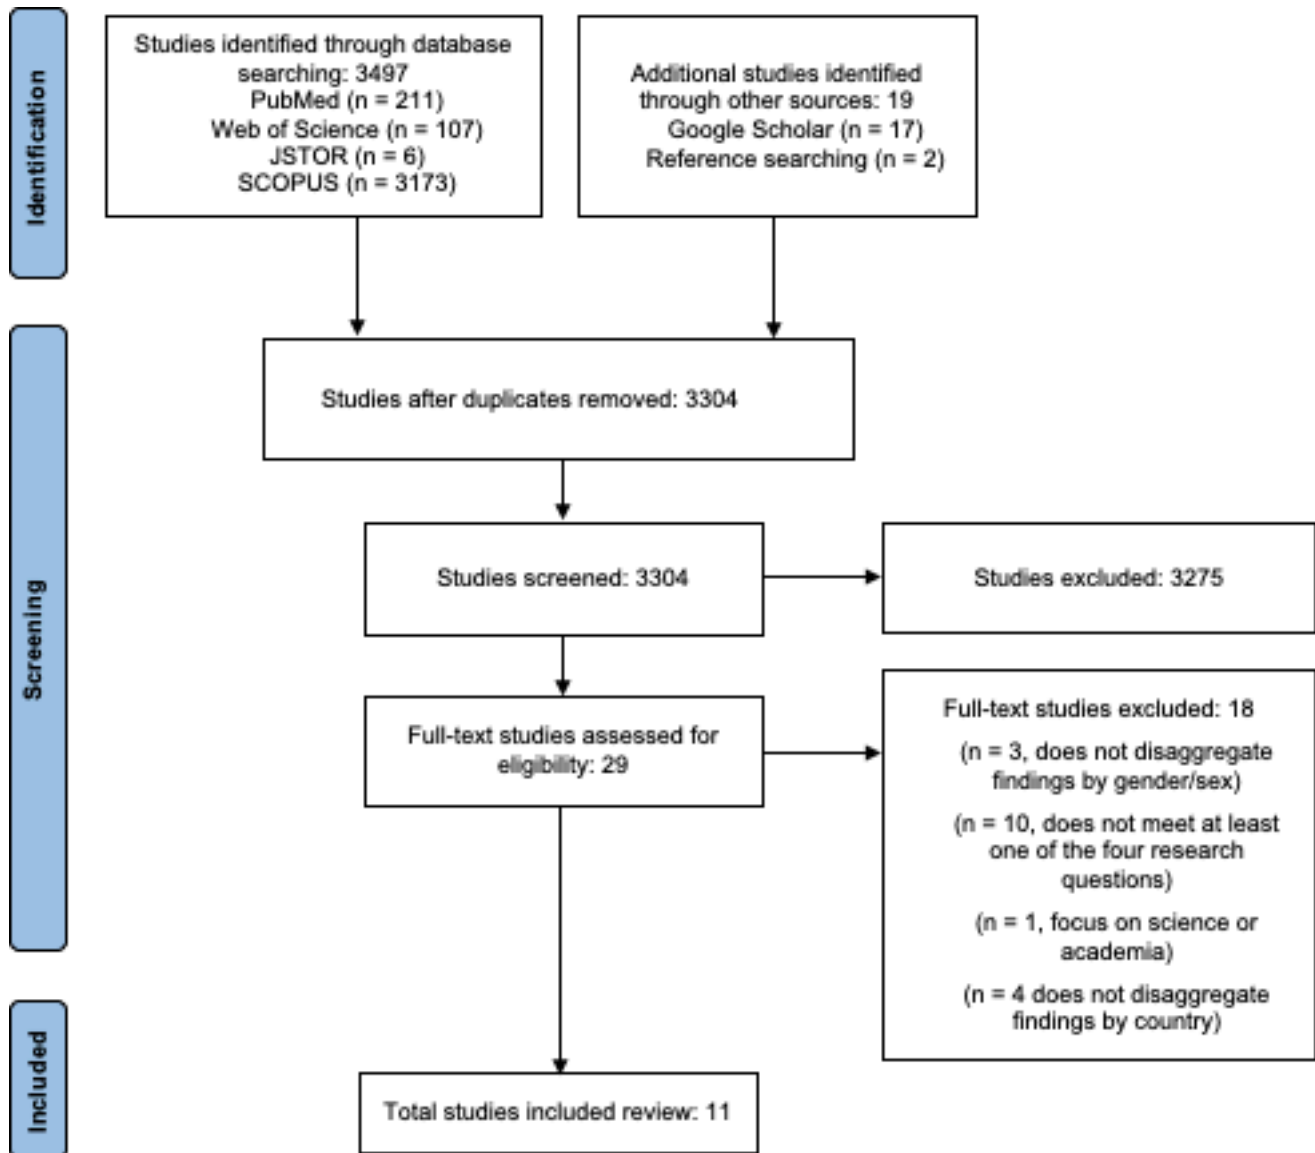 Identification
Studies identified through database
searching: 3497
PubMed (n = 211)
Web of Science (n = 107)
JSTOR (n = 6)
SCOPUS (n = 3173)
Additional studies identified
through other sources: 19
Google Scholar (n = 17)
Reference searching (n = 2)
Screening
Studies after duplicates removed: 3304
Studies screened: 3304
Studies excluded: 3275
Full-text studies assessed for
eligibility: 29
Full-text studies excluded: 18
(n = 3, does not disaggregate
findings by gender/sex)
(n = 10, does not meet at least
one of the four research
questions)
(n = 1, focus on science or
academia)
(n = 4 does not disaggregate
findings by country)
Included
Total studies included review: 11